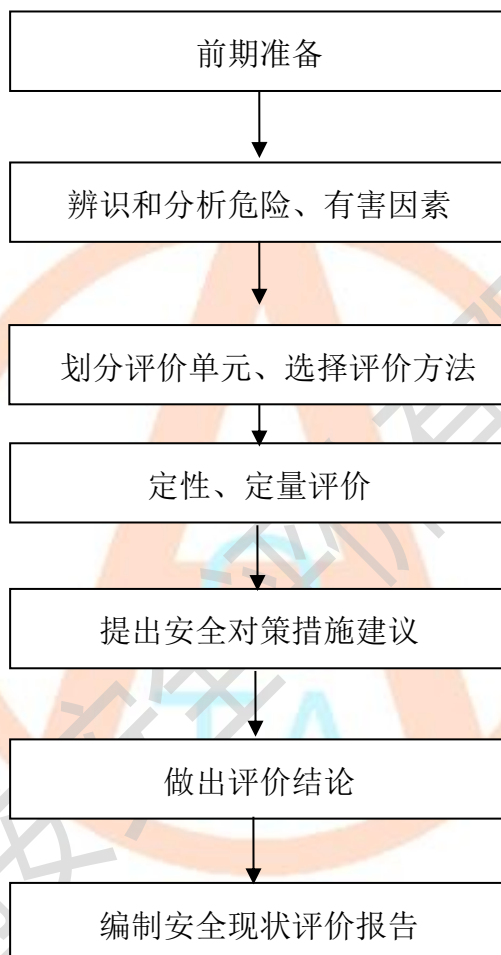 前期准备
辨识和分析危险、有害因素
划分评价单元、选择评价方法
定性、定量评价
提出安全对策措施建议
做出评价结论
编制安全现状评价报告